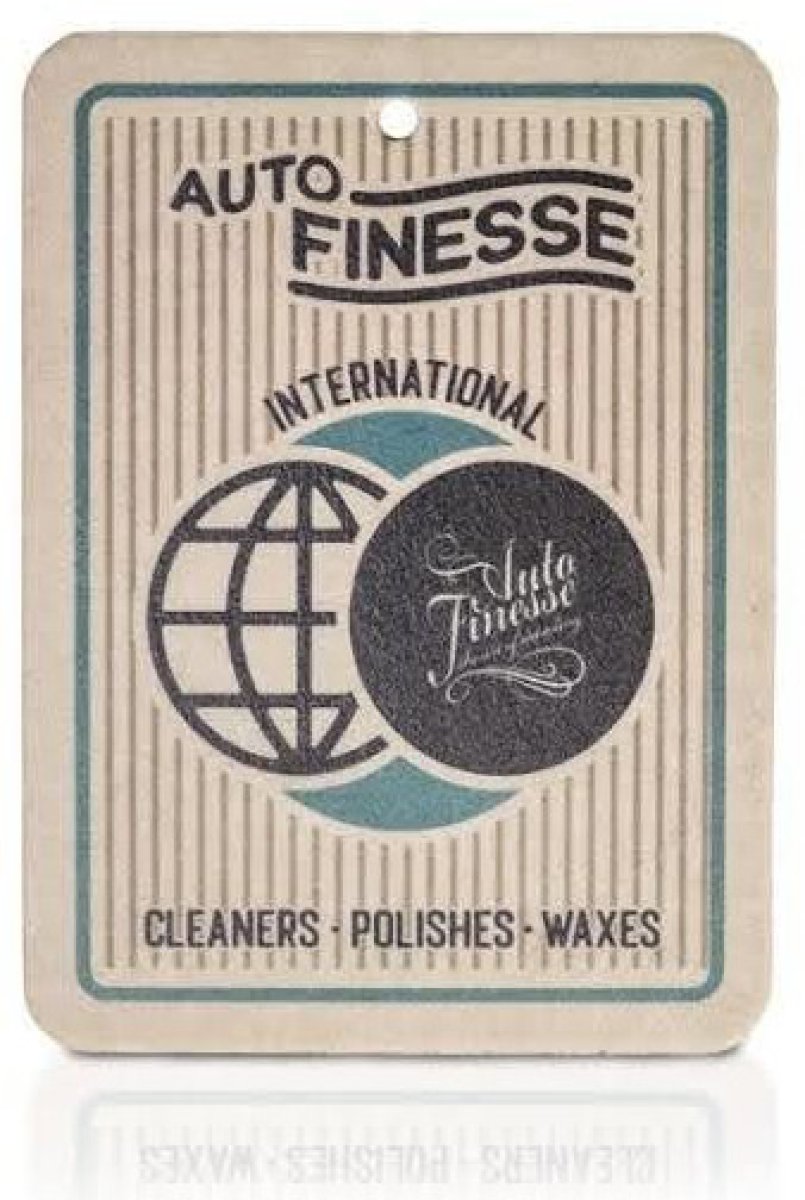 AUTO
FINESSE
INTERNATIONAL
Auto
Finesse
CLEANERS · POLISHES · WAXES